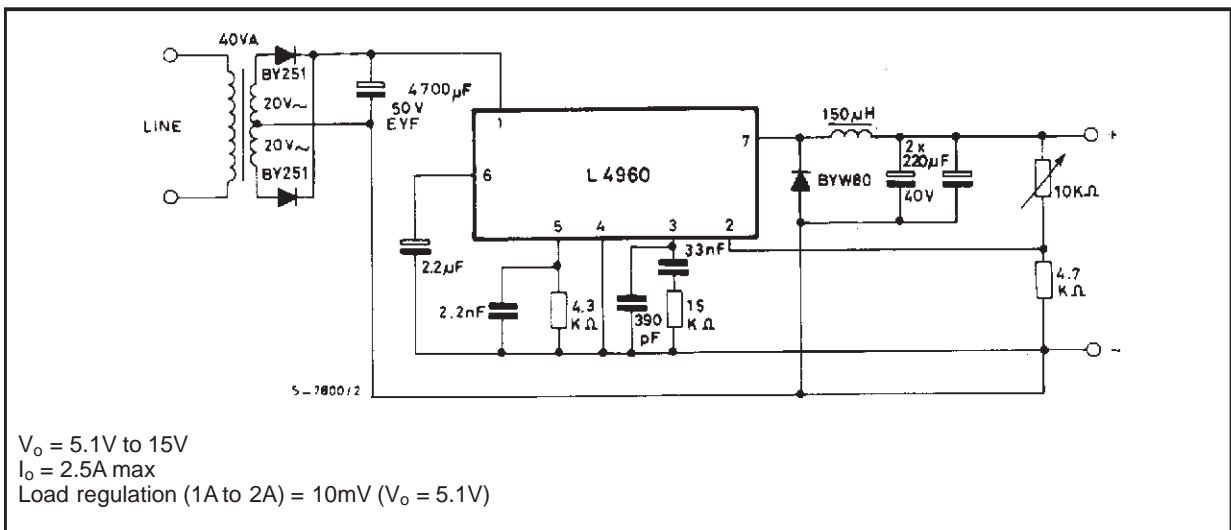 40VA
BY251
20V~
LINE
20V~
BY251
4700µF
50V
EYF
1
6
L4960
7
5
4
3
2
2.2µF
2.2nF
4.3
KΩ
390
pF
33nF
15
KΩ
150µH
BYW80
2x
220µF
40V
+
10KΩ
4.7
KΩ
-
S-7800/2
Vo = 5.1V to 15V
Io = 2.5A max
Load regulation (1A to 2A) = 10mV (Vo = 5.1V)